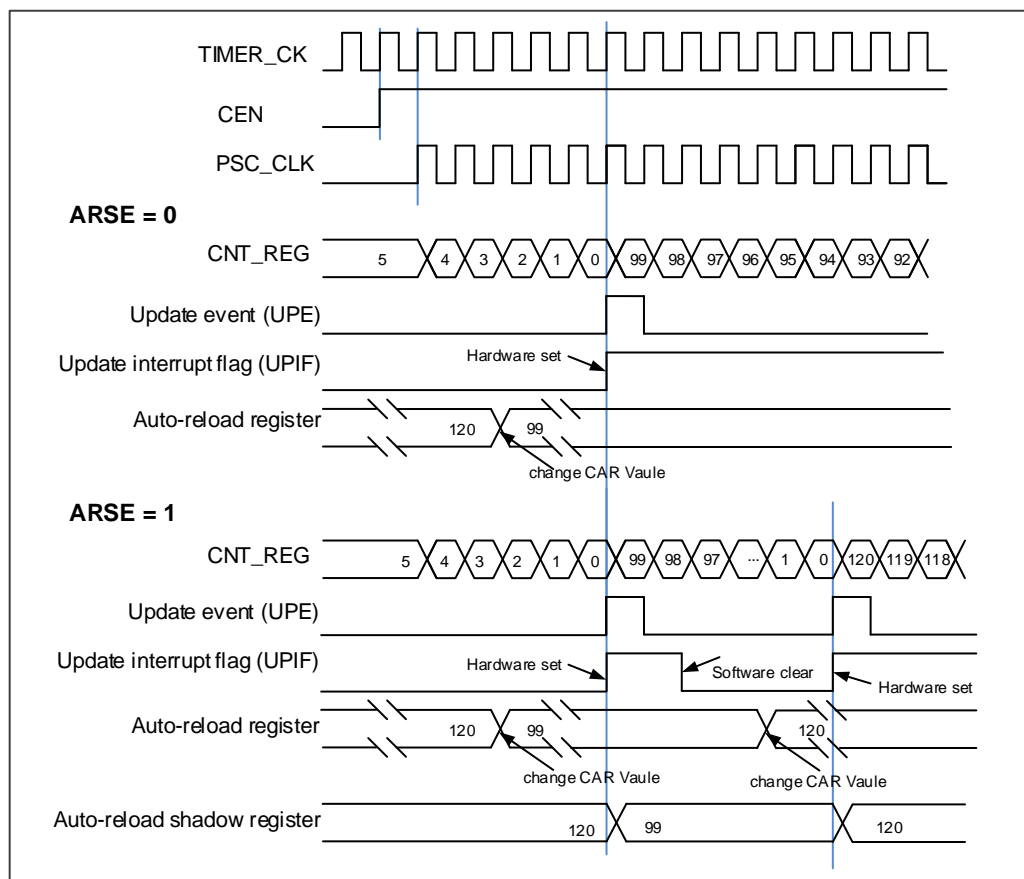 TIMER_CK
CEN
PSC_CLK
ARSE = 0
CNT_REG 5 4 3 2 1 0 99 98 97 96 95 94 93 92
Update event (UPE)
Update interrupt flag (UPIF) Hardware set
Auto-reload register 120 99
change CAR Vaule
ARSE = 1
CNT_REG 5 4 3 2 1 0 99 98 97 ... 1 0 120 119 118
Update event (UPE)
Update interrupt flag (UPIF) Hardware set Software clear Hardware set
Auto-reload register 120 99 120
change CAR Vaule change CAR Vaule
Auto-reload shadow register 120 99 120